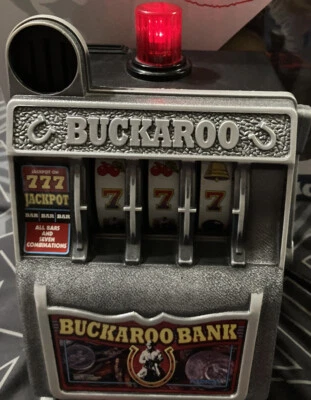 BUCKAROO
777
JACKPOT
BAR BAR BAR
ALL BARS
AND
SEVEN
COMBINATIONS
7 7 7
BUCKAROO BANK